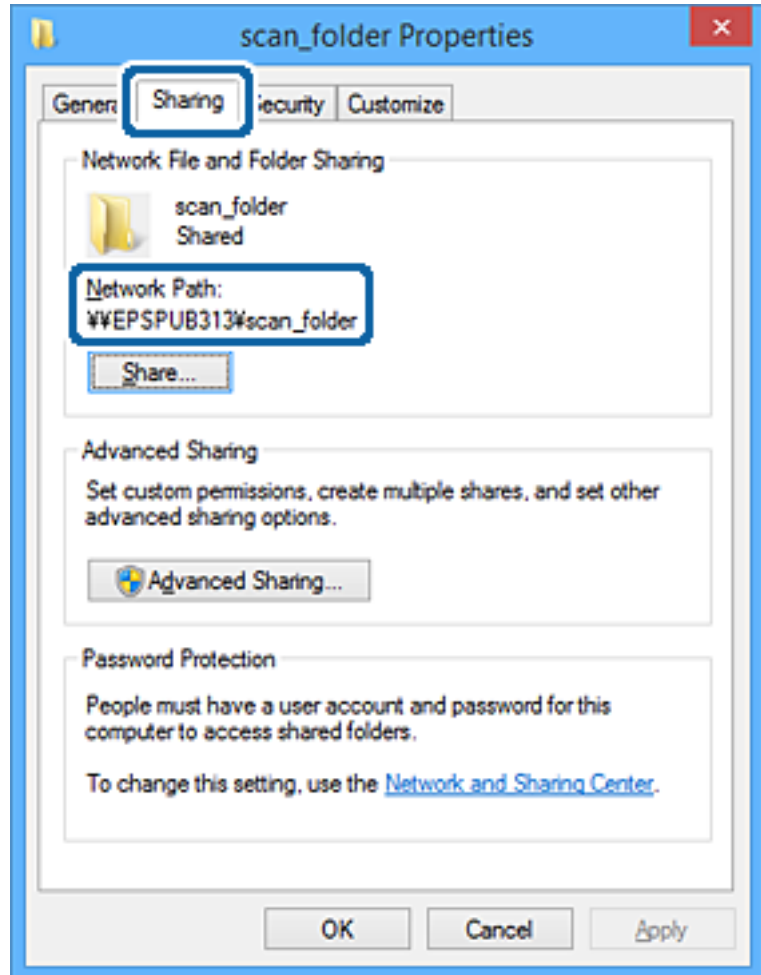 scan_folder Properties
General Sharing Security Customize
Network File and Folder Sharing
scan_folder
Shared
Network Path:
¥¥EPSPUB313¥scan_folder
Share...
Advanced Sharing
Set custom permissions, create multiple shares, and set other
advanced sharing options.
Advanced Sharing...
Password Protection
People must have a user account and password for this
computer to access shared folders.
To change this setting, use the Network and Sharing Center.
OK Cancel Apply